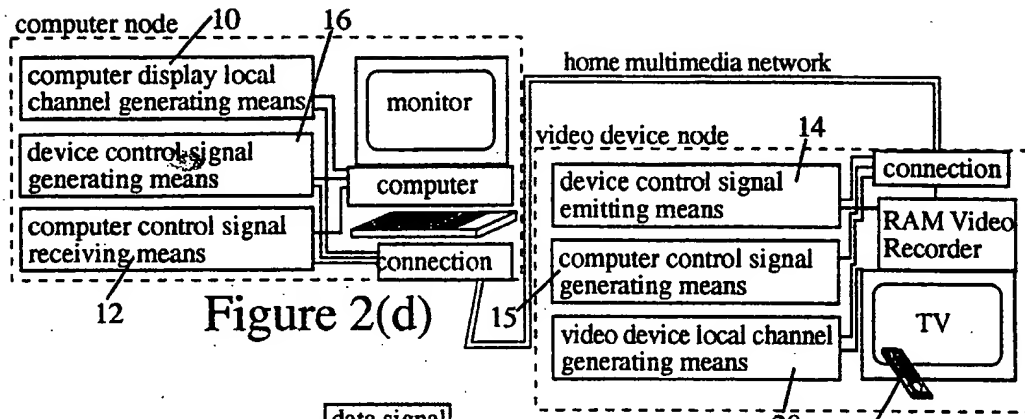 computer node
10
16
computer display local
channel generating means
device control signal
generating means
computer control signal
receiving means
12
monitor
computer
connection
Figure 2(d)
home multimedia network
video device node
14
device control signal
emitting means
computer control signal
generating means
15
video device local channel
generating means
connection
RAM Video
Recorder
TV
data signal